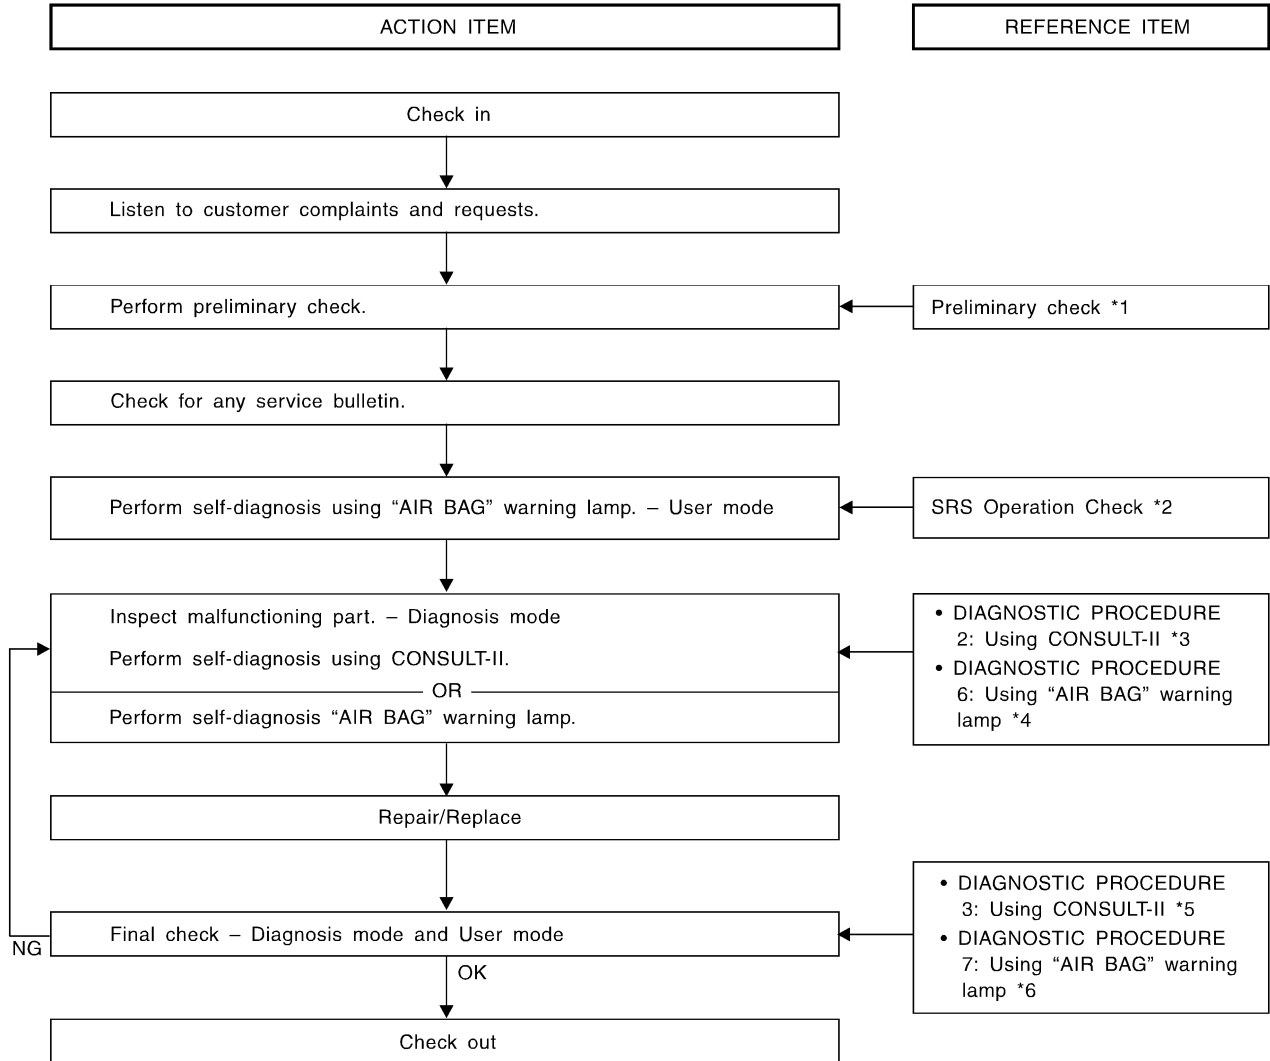 ACTION ITEM
REFERENCE ITEM
Check in
Listen to customer complaints and requests.
Perform preliminary check.
Preliminary check *1
Check for any service bulletin.
Perform self-diagnosis using “AIR BAG” warning lamp. – User mode
SRS Operation Check *2
Inspect malfunctioning part. – Diagnosis mode
Perform self-diagnosis using CONSULT-II.
OR
Perform self-diagnosis “AIR BAG” warning lamp.
• DIAGNOSTIC PROCEDURE
2: Using CONSULT-II *3
• DIAGNOSTIC PROCEDURE
6: Using “AIR BAG” warning
lamp *4
Repair/Replace
Final check – Diagnosis mode and User mode
• DIAGNOSTIC PROCEDURE
3: Using CONSULT-II *5
• DIAGNOSTIC PROCEDURE
7: Using “AIR BAG” warning
lamp *6
NG
OK
Check out